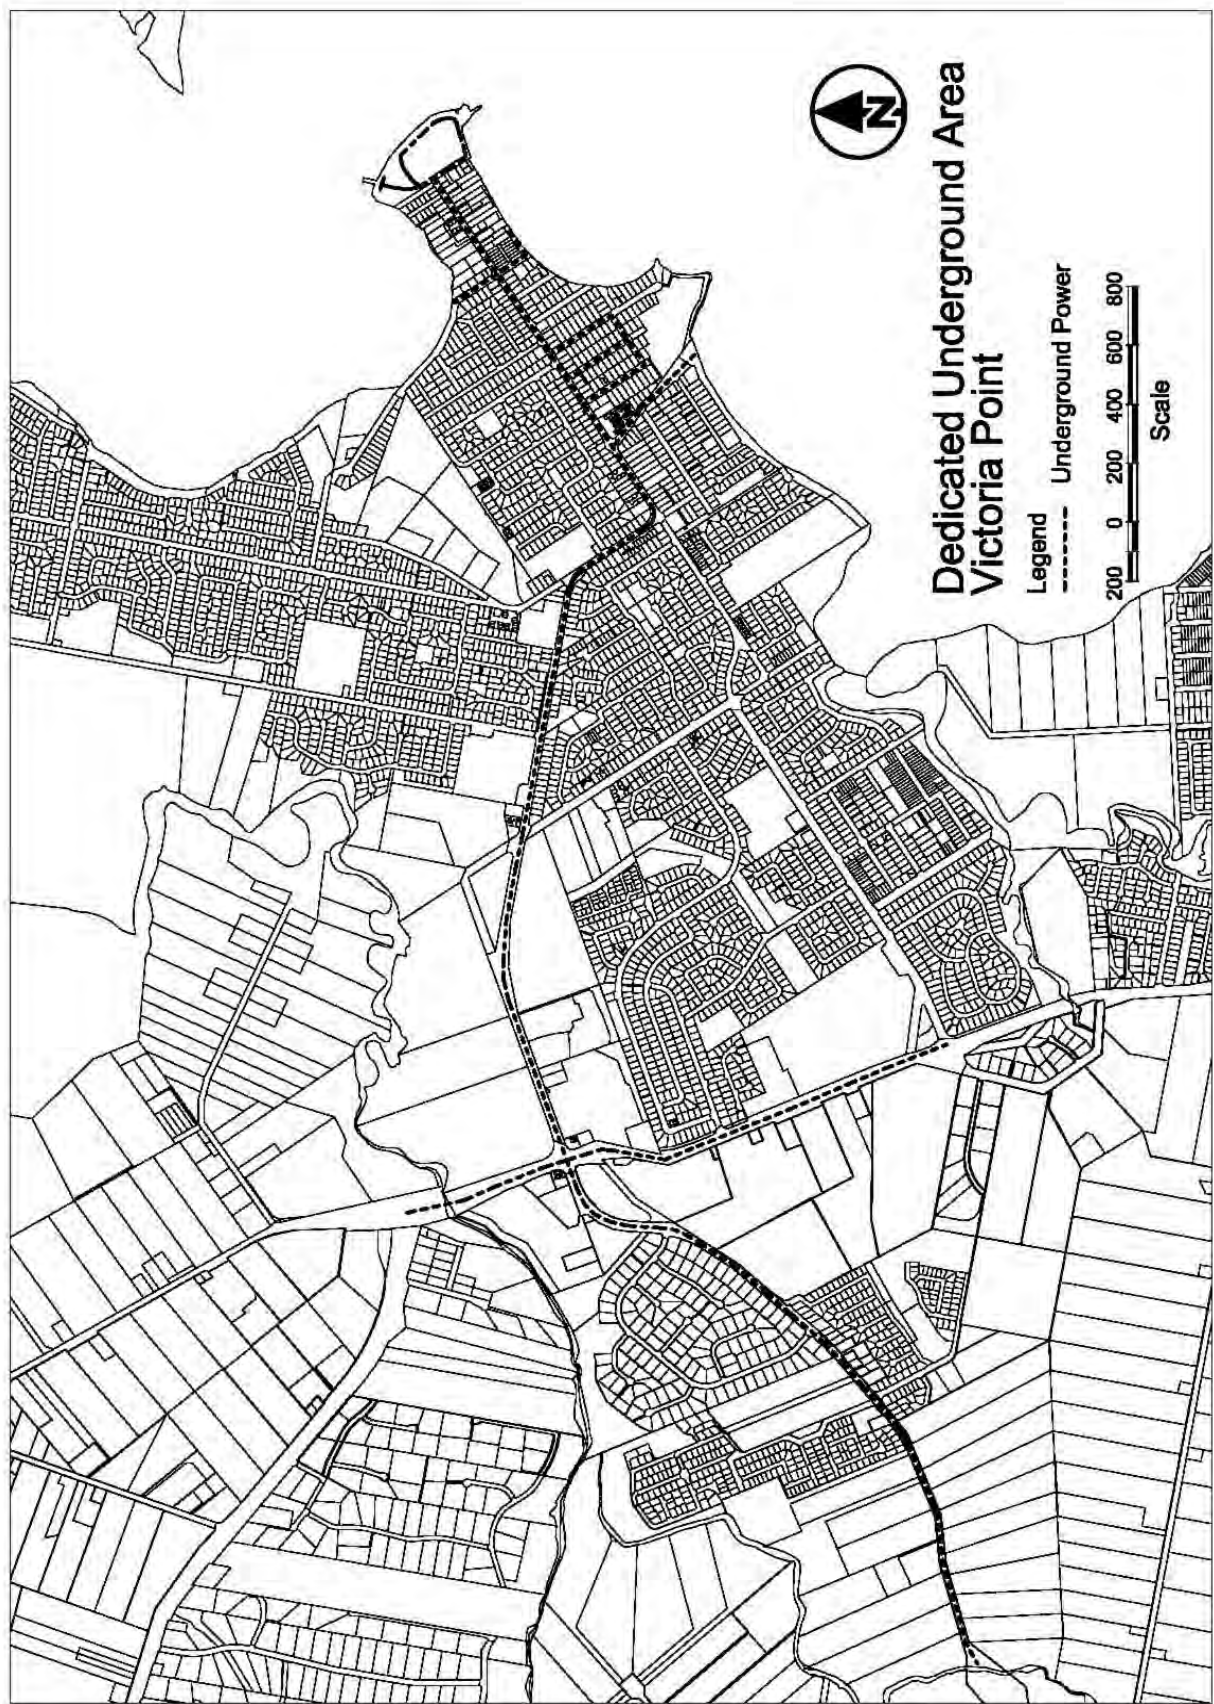 N
Dedicated Underground Area
Victoria Point
Legend
Underground Power
200 0 200 400 600 800
Scale